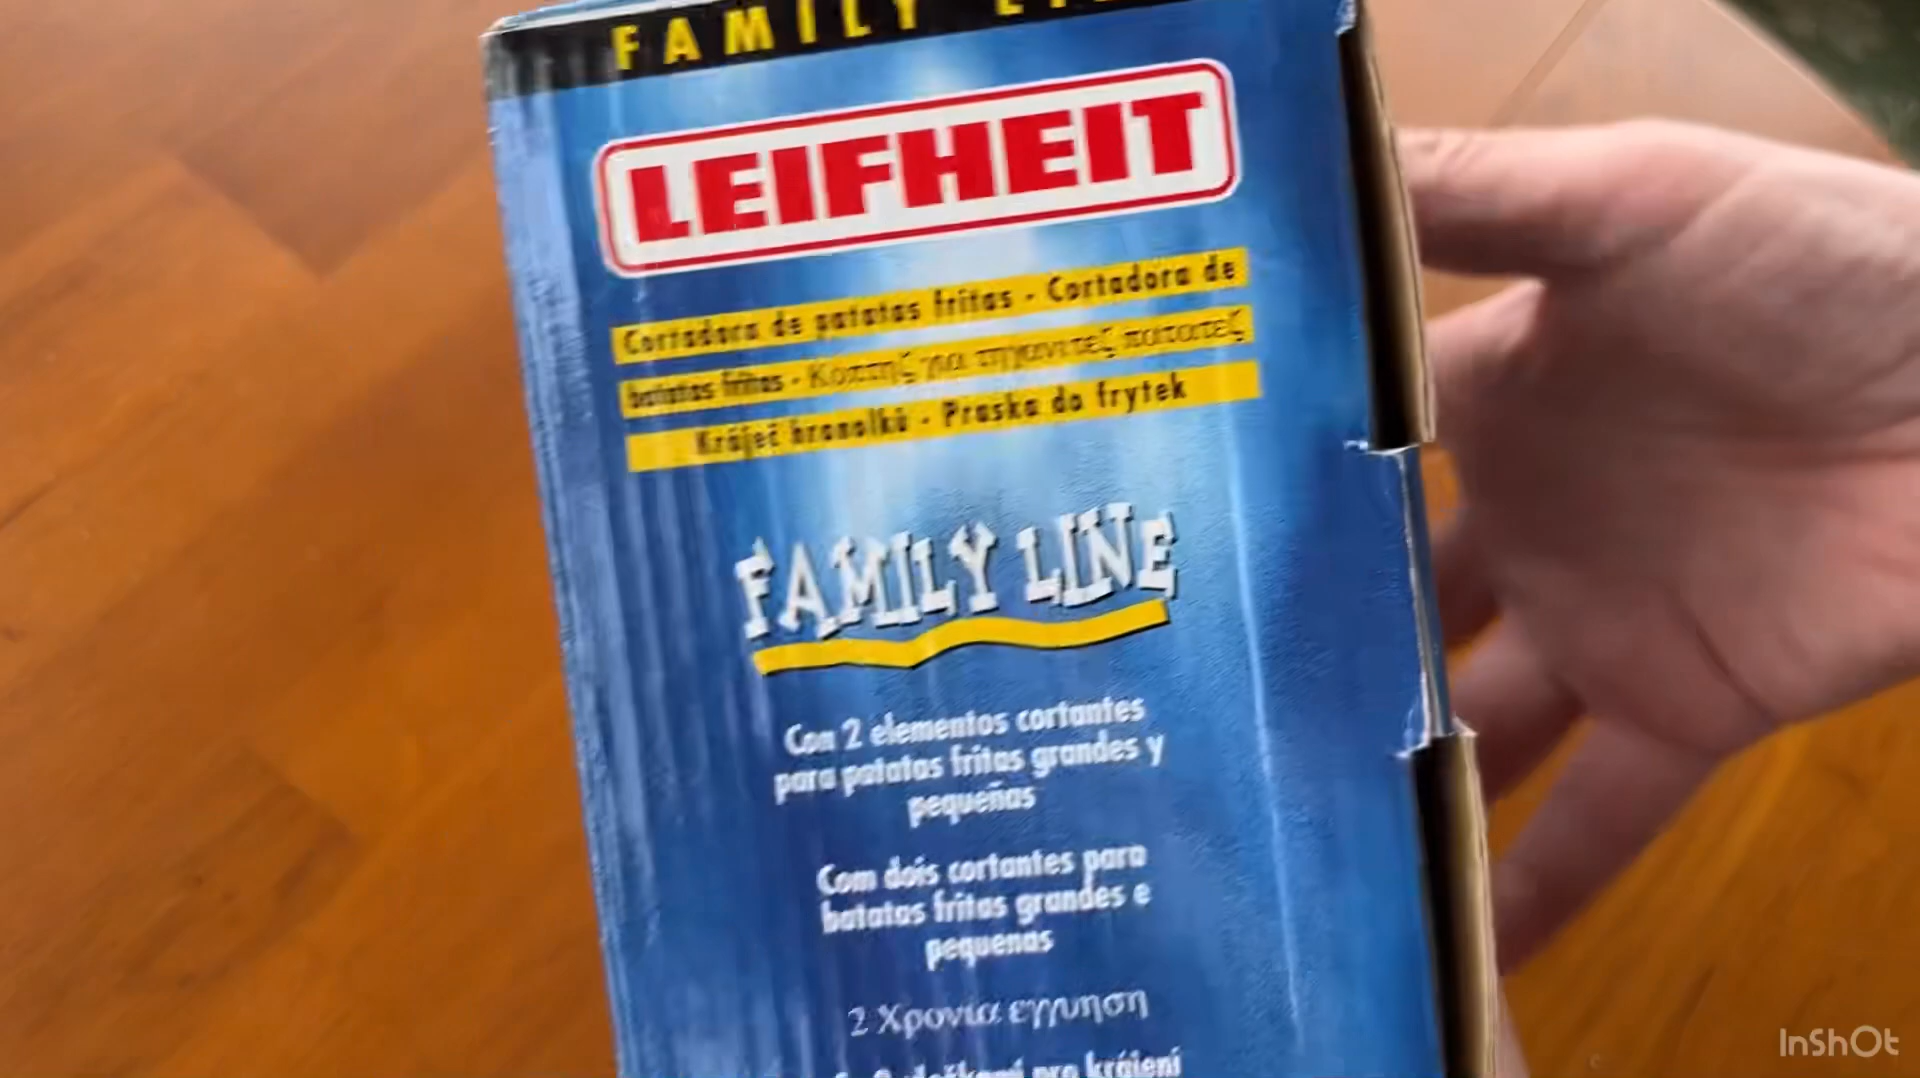 FAMILY
LEIFHEIT
Cortadora de patatas fritas - Cortadora de
batatas fritas - Κοπτης για τηγανιτες πατατες
Kráječ hranolků - Praska do frytek
FAMILY LINE
Con 2 elementos cortantes
para patatas fritas grandes y
pequeñas
Com dois cortantes para
batatas fritas grandes e
pequenas
2 Χρονια εγγυηση
pro krájení
InShOt